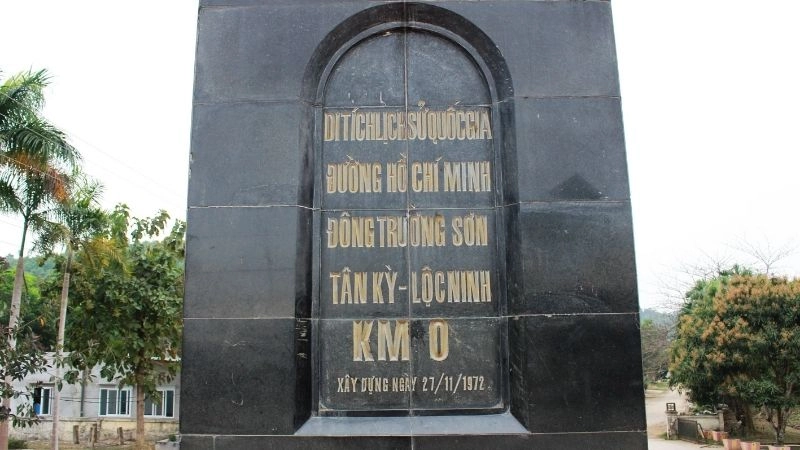 DI TÍCH LỊCH SỬ QUỐC GIA
ĐƯỜNG HỒ CHÍ MINH
ĐÔNG TRƯỜNG SƠN
TÂN KỲ - LỘC NINH
KM O
XÂY DỰNG NGÀY 27/11/1972